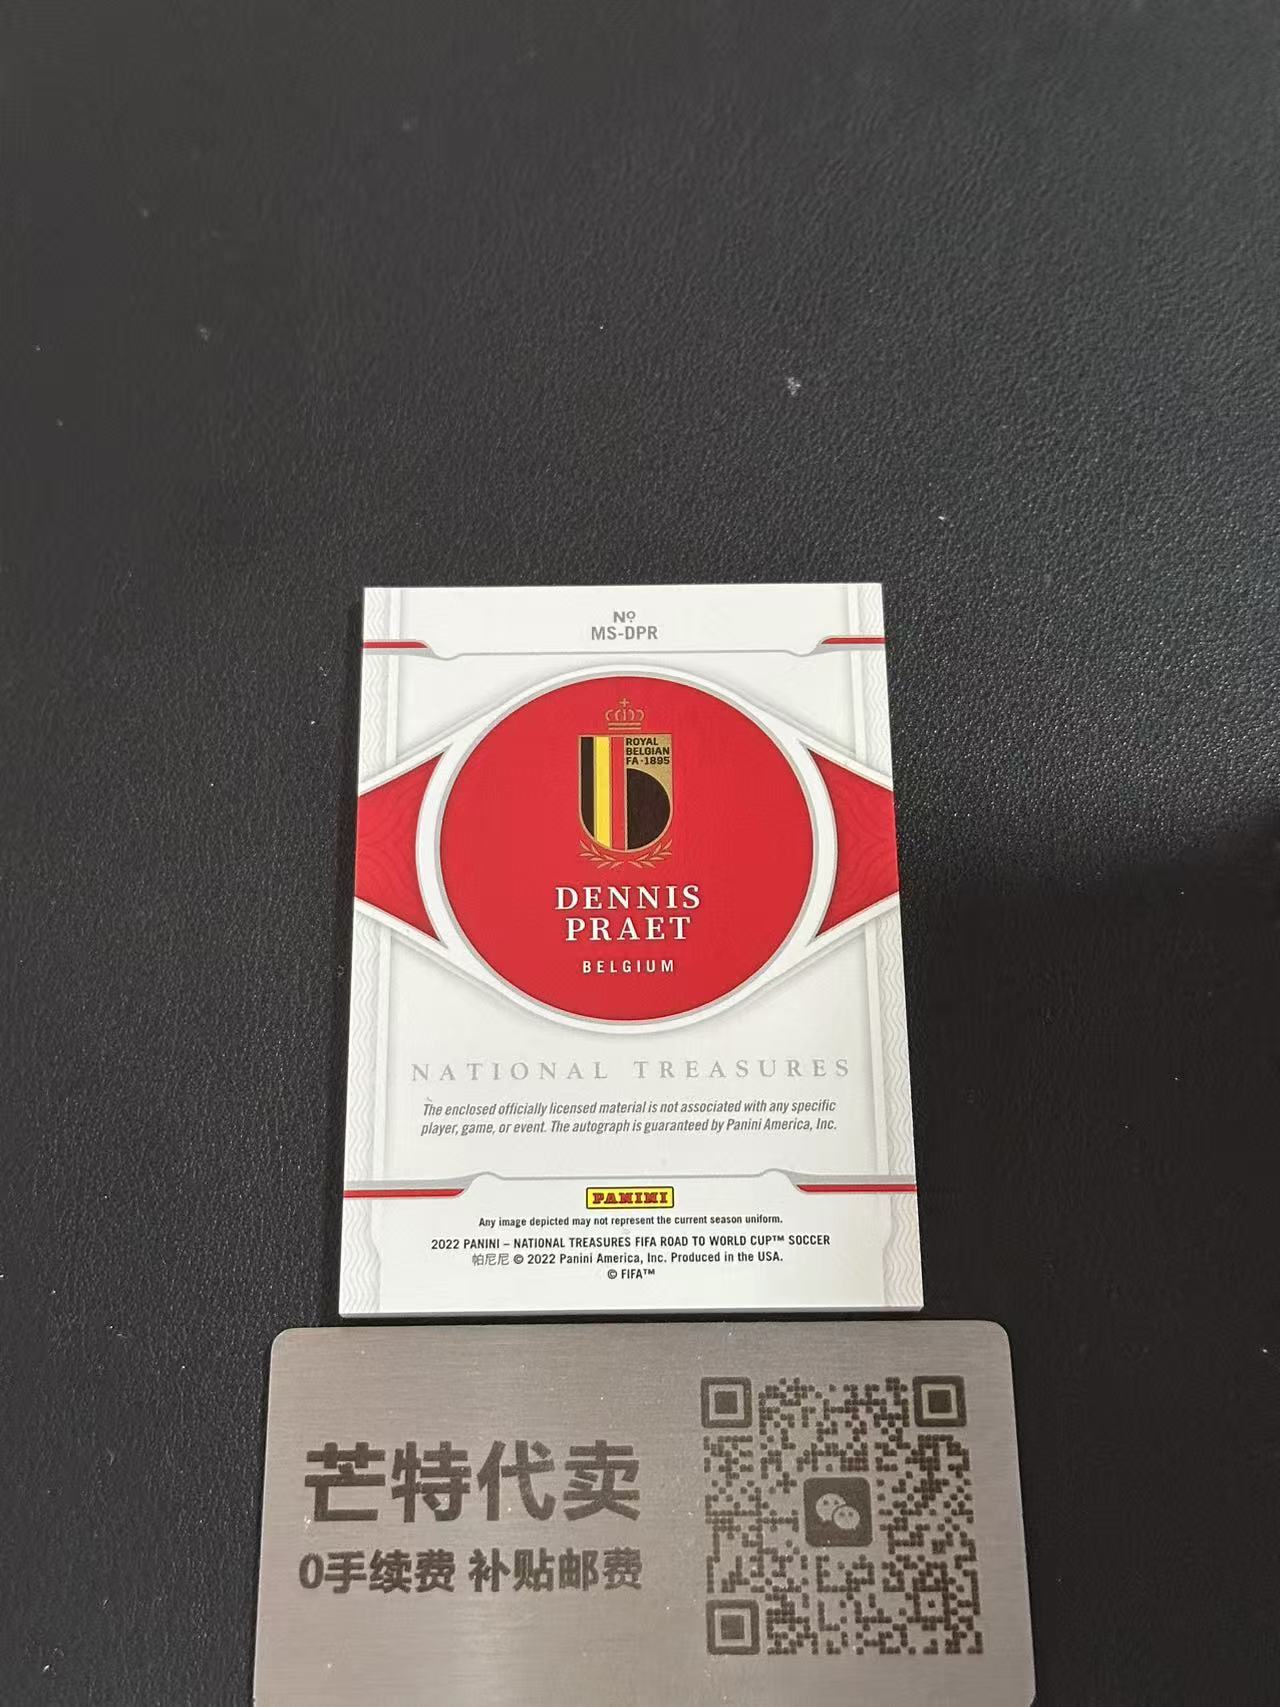 Nº
MS-DPR
ROYAL
BELGIAN
FA·1895
DENNIS
PRAET
BELGIUM
NATIONAL TREASURES
The enclosed officially licensed material is not associated with any specific
player, game, or event. The autograph is guaranteed by Panini America, Inc.
PANINI
Any image depicted may not represent the current season uniform.
2022 PANINI – NATIONAL TREASURES FIFA ROAD TO WORLD CUP™ SOCCER
帕尼尼 © 2022 Panini America, Inc. Produced in the USA.
© FIFA™
芒特代卖
0手续费 补贴邮费